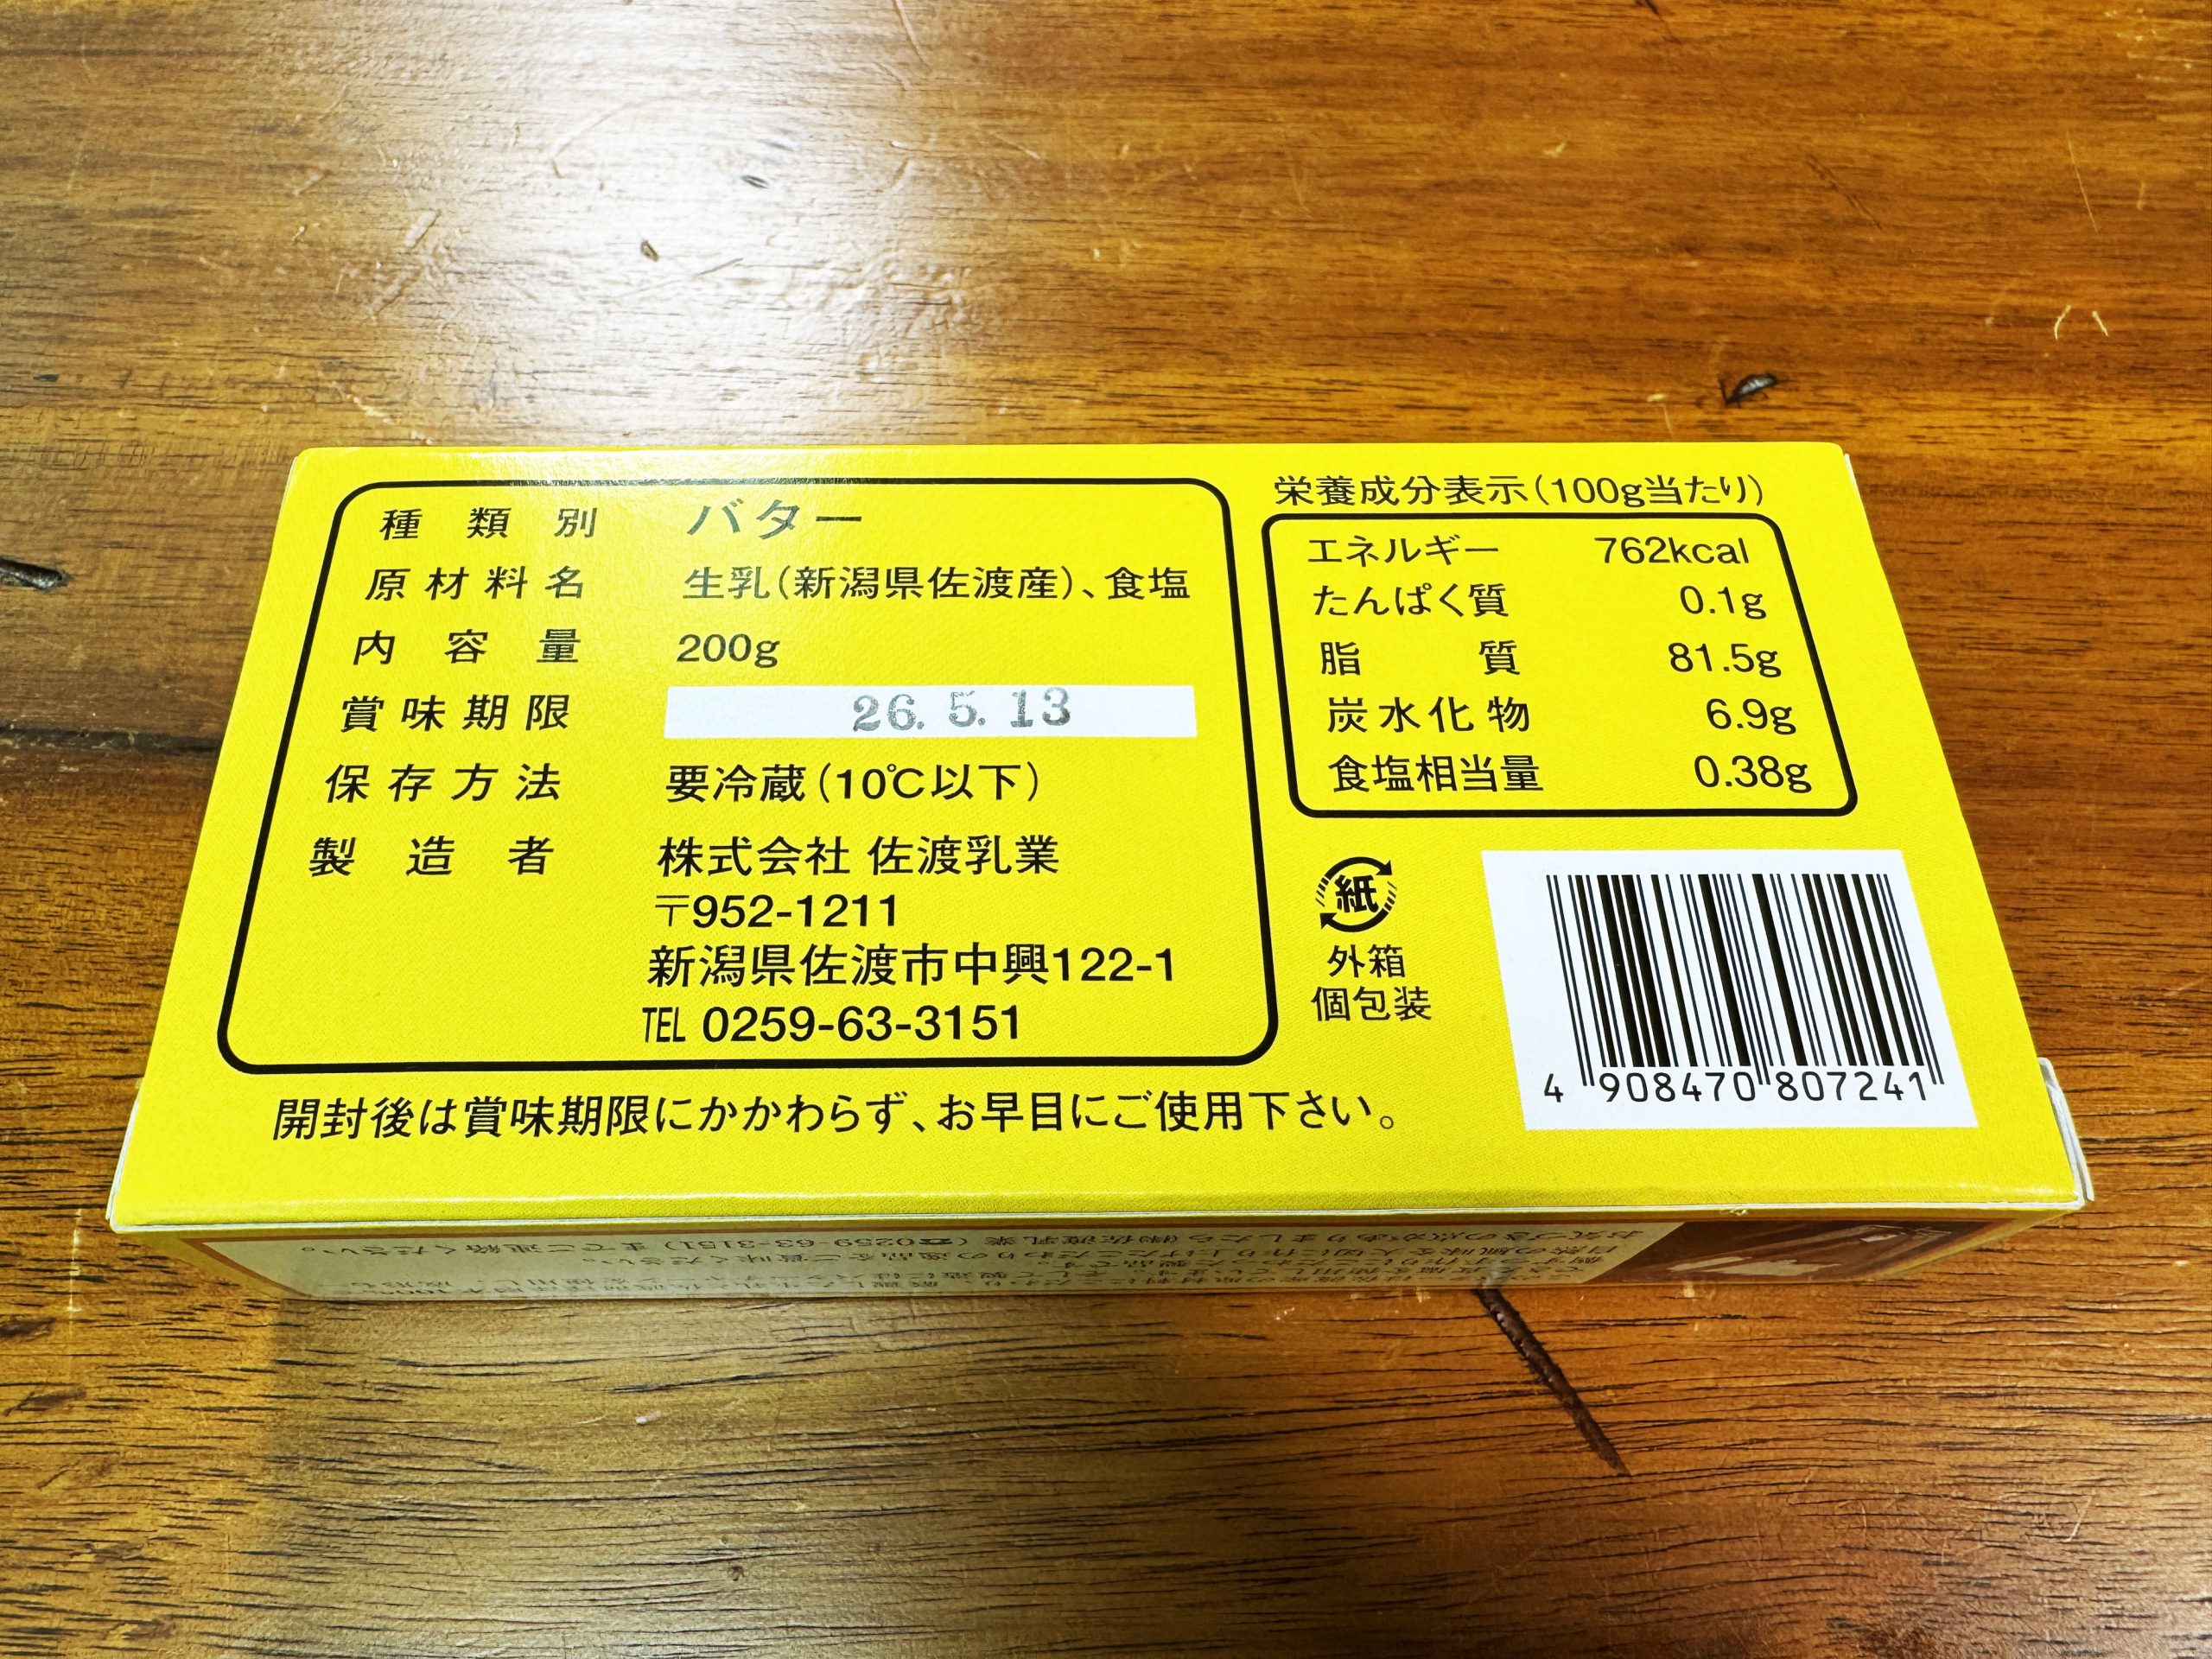 種類別 バター
原材料名 生乳(新潟県佐渡産)、食塩
内容量 200g
賞味期限 26.5.13
保存方法 要冷蔵(10℃以下)
製造者 株式会社 佐渡乳業
〒952-1211
新潟県佐渡市中興122-1
TEL 0259-63-3151
開封後は賞味期限にかかわらず、お早目にご使用下さい。
栄養成分表示(100g当たり)
エネルギー 762kcal
たんぱく質 0.1g
脂質 81.5g
炭水化物 6.9g
食塩相当量 0.38g
紙
外箱
個包装
4 908470 807241